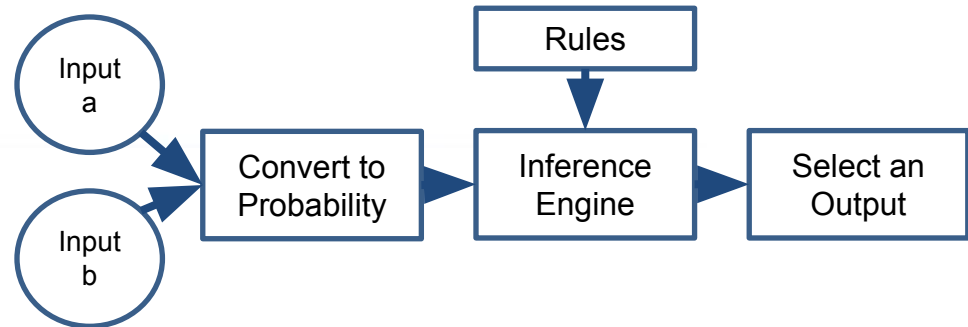 Input
a
Input
b
Convert to
Probability
Rules
Inference
Engine
Select an
Output